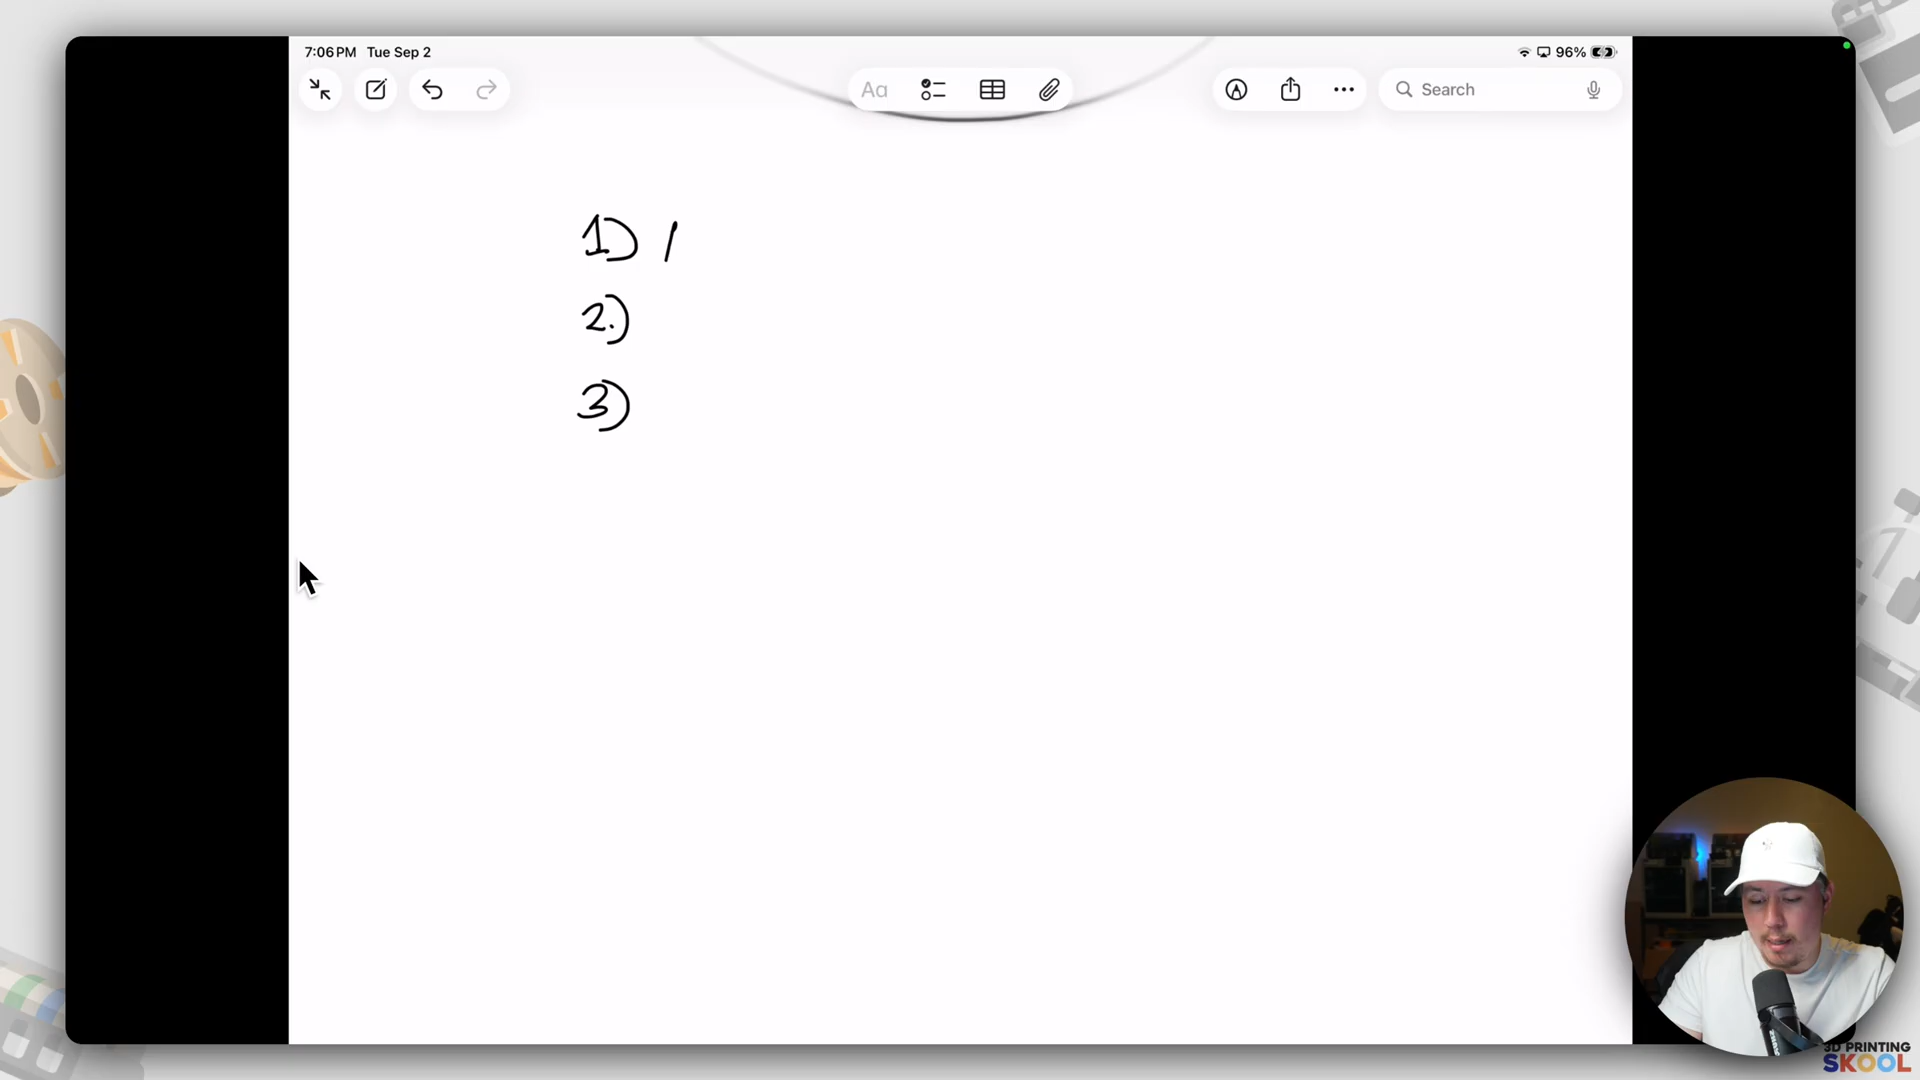 7:06 PM Tue Sep 2
96%
Aa
Search
1)
2.)
3)
3D PRINTING
SKOOL